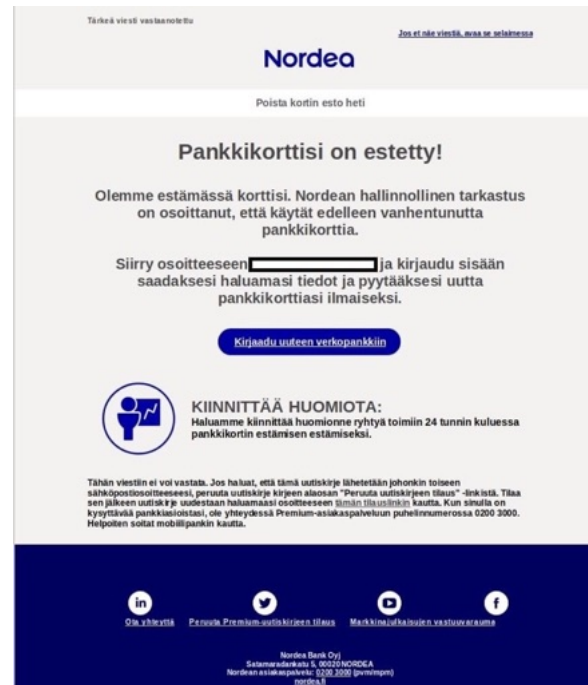 Tärkeä viesti vastaanotettu
Jos et näe viestiä, avaa se selaimessa
Nordea
Poista kortin esto heti
Pankkikorttisi on estetty!
Olemme estämässä korttisi. Nordean hallinnollinen tarkastus
on osoittanut, että käytät edelleen vanhentunutta
pankkikorttia.
Siirry osoitteeseen ja kirjaudu sisään
saadaksesi haluamasi tiedot ja pyytääksesi uutta
pankkikorttiasi ilmaiseksi.
Kirjaadu uuteen verkopankkiin
KIINNITTÄÄ HUOMIOTA:
Haluamme kiinnittää huomionne ryhtyä toimiin 24 tunnin kuluessa
pankkikortin estämisen estämiseksi.
Tähän viestiin ei voi vastata. Jos haluat, että tämä uutiskirje lähetetään johonkin toiseen
sähköpostiosoitteeseesi, peruuta uutiskirje kirjeen alaosan "Peruuta uutiskirjeen tilaus" -linkistä. Tilaa
sen jälkeen uutiskirje uudestaan haluamaasi osoitteeseen tämän tilauslinkin kautta. Kun sinulla on
kysyttävää pankkiasioistasi, ole yhteydessä Premium-asiakaspalveluun puhelinnumerossa 0200 3000.
Helpoiten soitat mobiilipankin kautta.
Ota yhteyttä Peruuta Premium-uutiskirjeen tilaus Markkinajulkaisujen vastuuvarauma
Nordea Bank Oyj
Satamaradankatu 5, 00020 NORDEA
Nordean asiakaspalvelu: 0200 3000 (pvm/mpm)
nordea.fi